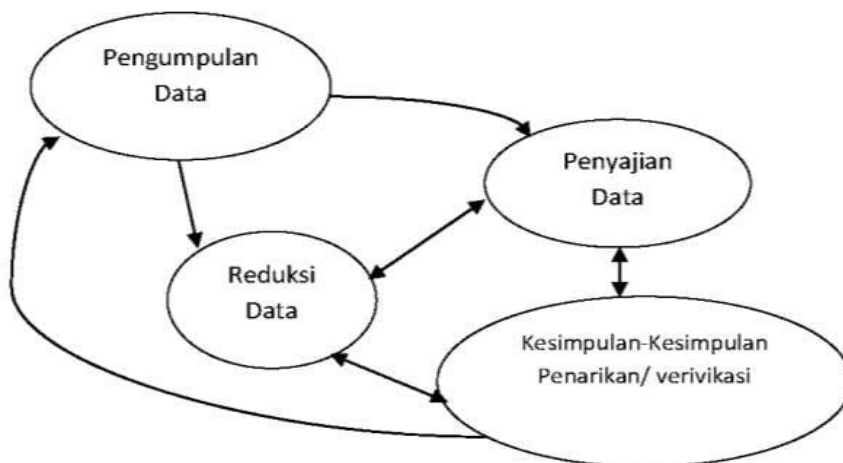 Pengumpulan
Data
Penyajian
Data
Reduksi
Data
Kesimpulan-Kesimpulan
Penarikan/ verivikasi